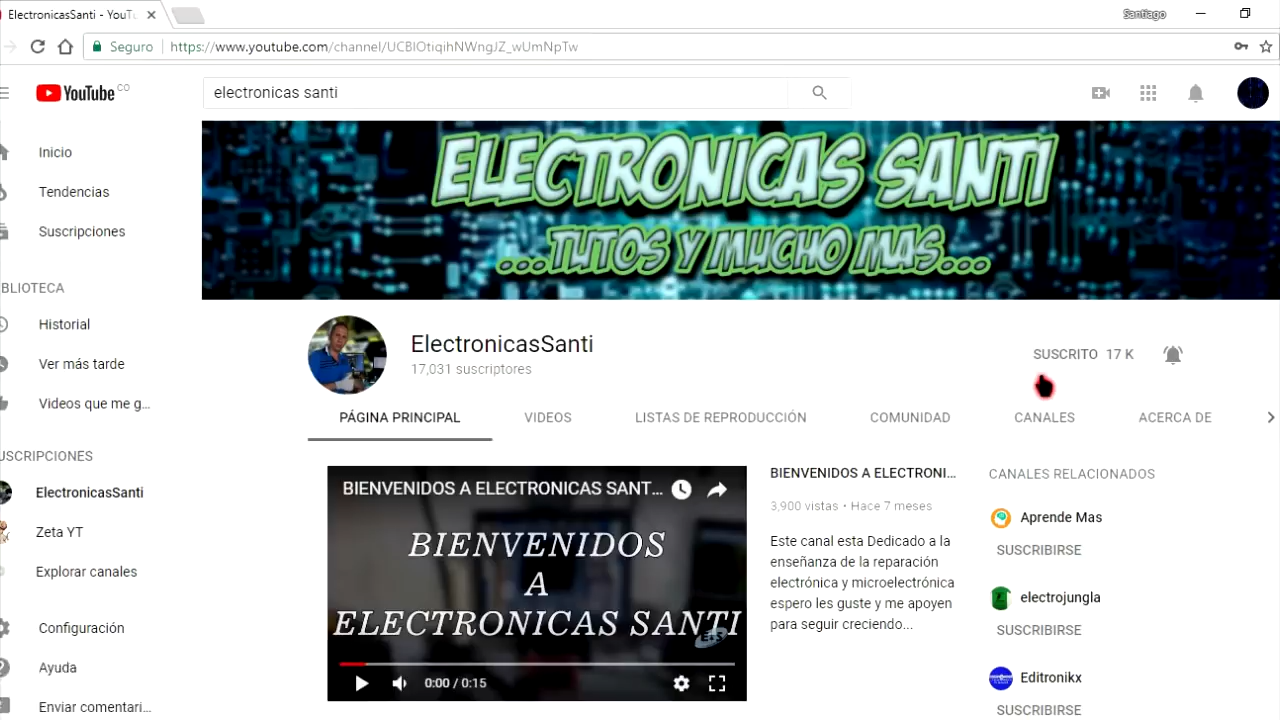 ElectronicasSanti - YouTu
Santiago
Seguro
https://www.youtube.com/channel/UCBIOtiqihNWngJZ_wUmNpTw
YouTube CO
electronicas santi
Inicio
Tendencias
Suscripciones
BLIOTECA
Historial
Ver más tarde
Videos que me g...
USCRIPCIONES
ElectronicasSanti
Zeta YT
Explorar canales
Configuración
Ayuda
Enviar comentari...
ELECTRONICAS SANTI
...TUTOS Y MUCHO MAS...
ElectronicasSanti
17,031 suscriptores
SUSCRITO 17 K
PÁGINA PRINCIPAL
VIDEOS
LISTAS DE REPRODUCCIÓN
COMUNIDAD
CANALES
ACERCA DE
BIENVENIDOS A ELECTRONICAS SANT...
BIENVENIDOS
A
ELECTRONICAS SANTI
0:00 / 0:15
BIENVENIDOS A ELECTRONI...
3,900 vistas • Hace 7 meses
Este canal esta Dedicado a la
enseñanza de la reparación
electrónica y microelectrónica
espero les guste y me apoyen
para seguir creciendo...
CANALES RELACIONADOS
Aprende Mas
SUSCRIBIRSE
electrojungla
SUSCRIBIRSE
Editronikx
SUSCRIBIRSE